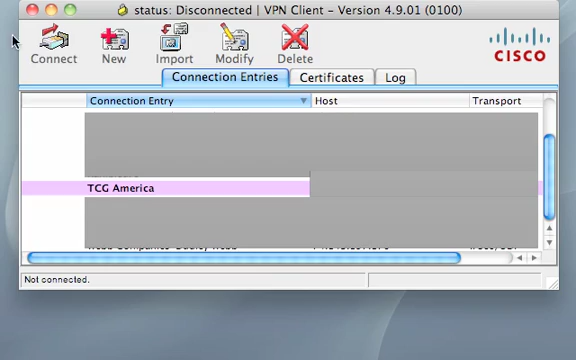 status: Disconnected | VPN Client - Version 4.9.01 (0100)
Connect New Import Modify Delete
CISCO
Connection Entries Certificates Log
Connection Entry Host Transport
TCG America
Not connected.